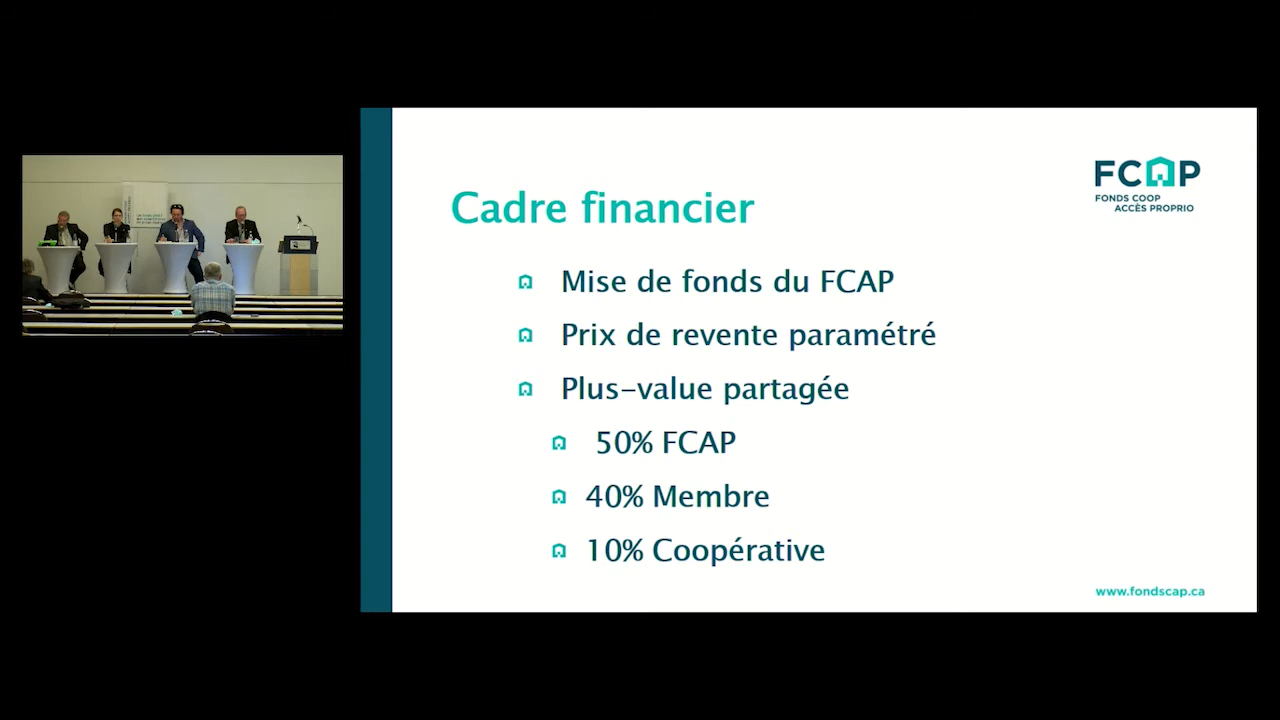 FCAP
FONDS COOP
ACCÈS PROPRIO
Cadre financier
Mise de fonds du FCAP
Prix de revente paramétré
Plus-value partagée
50% FCAP
40% Membre
10% Coopérative
www.fondscap.ca